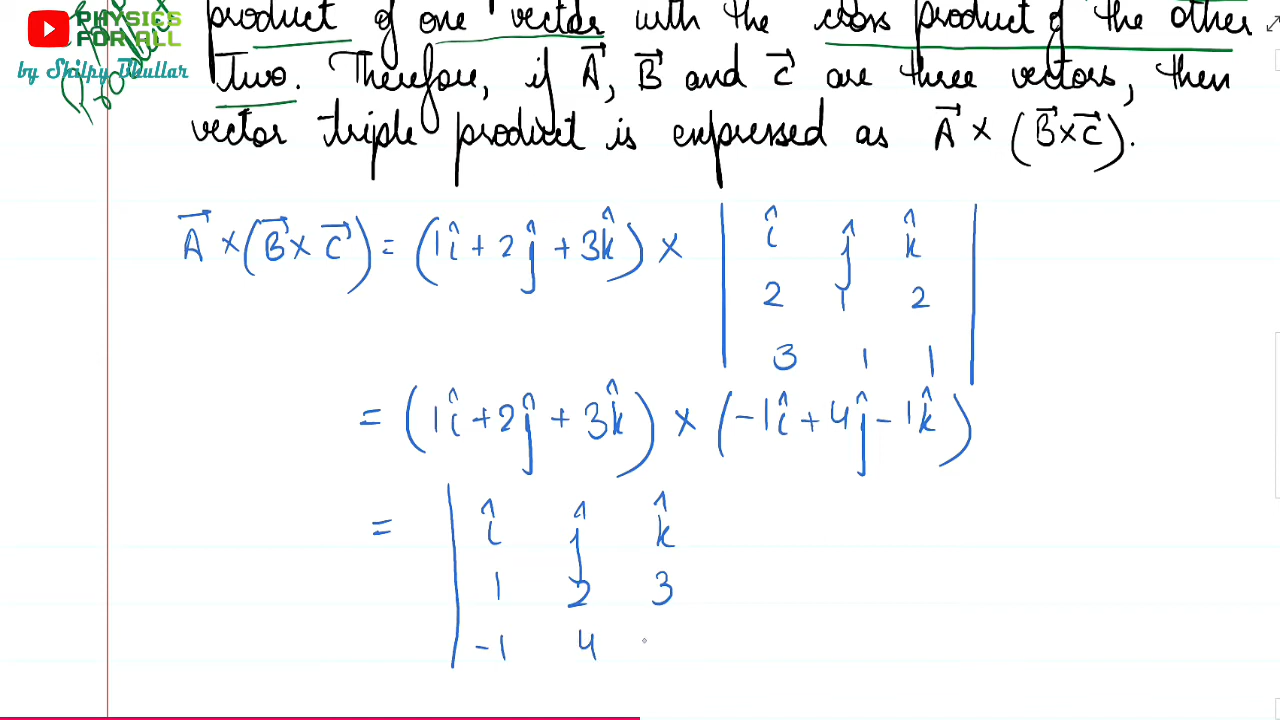 product of one vector with the cross product of the other
PHYSICS
FOR ALL
by Shilpy Bhullar
two. Therefore, if A⃗, B⃗ and C⃗ are three vectors, then
vector triple product is expressed as A⃗ × (B⃗×C⃗).
A⃗ × (B⃗ × C⃗) = (1î + 2ĵ + 3k̂) × | î ĵ k̂ |
2 1 2
3 1 1
= (1î + 2ĵ + 3k̂) × (-1î + 4ĵ - 1k̂)
= | î ĵ k̂
1 2 3
-1 4